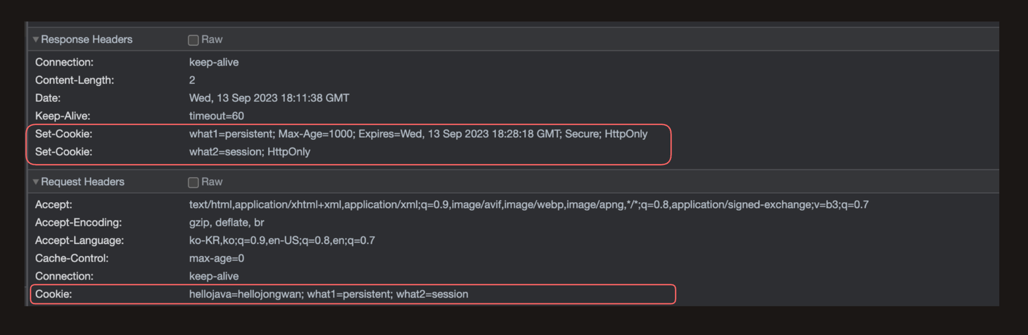 Response Headers Raw
Connection: keep-alive
Content-Length: 2
Date: Wed, 13 Sep 2023 18:11:38 GMT
Keep-Alive: timeout=60
Set-Cookie: what1=persistent; Max-Age=1000; Expires=Wed, 13 Sep 2023 18:28:18 GMT; Secure; HttpOnly
Set-Cookie: what2=session; HttpOnly
Request Headers Raw
Accept: text/html,application/xhtml+xml,application/xml;q=0.9,image/avif,image/webp,image/apng,*/*;q=0.8,application/signed-exchange;v=b3;q=0.7
Accept-Encoding: gzip, deflate, br
Accept-Language: ko-KR,ko;q=0.9,en-US;q=0.8,en;q=0.7
Cache-Control: max-age=0
Connection: keep-alive
Cookie: hellojava=hellojongwan; what1=persistent; what2=session